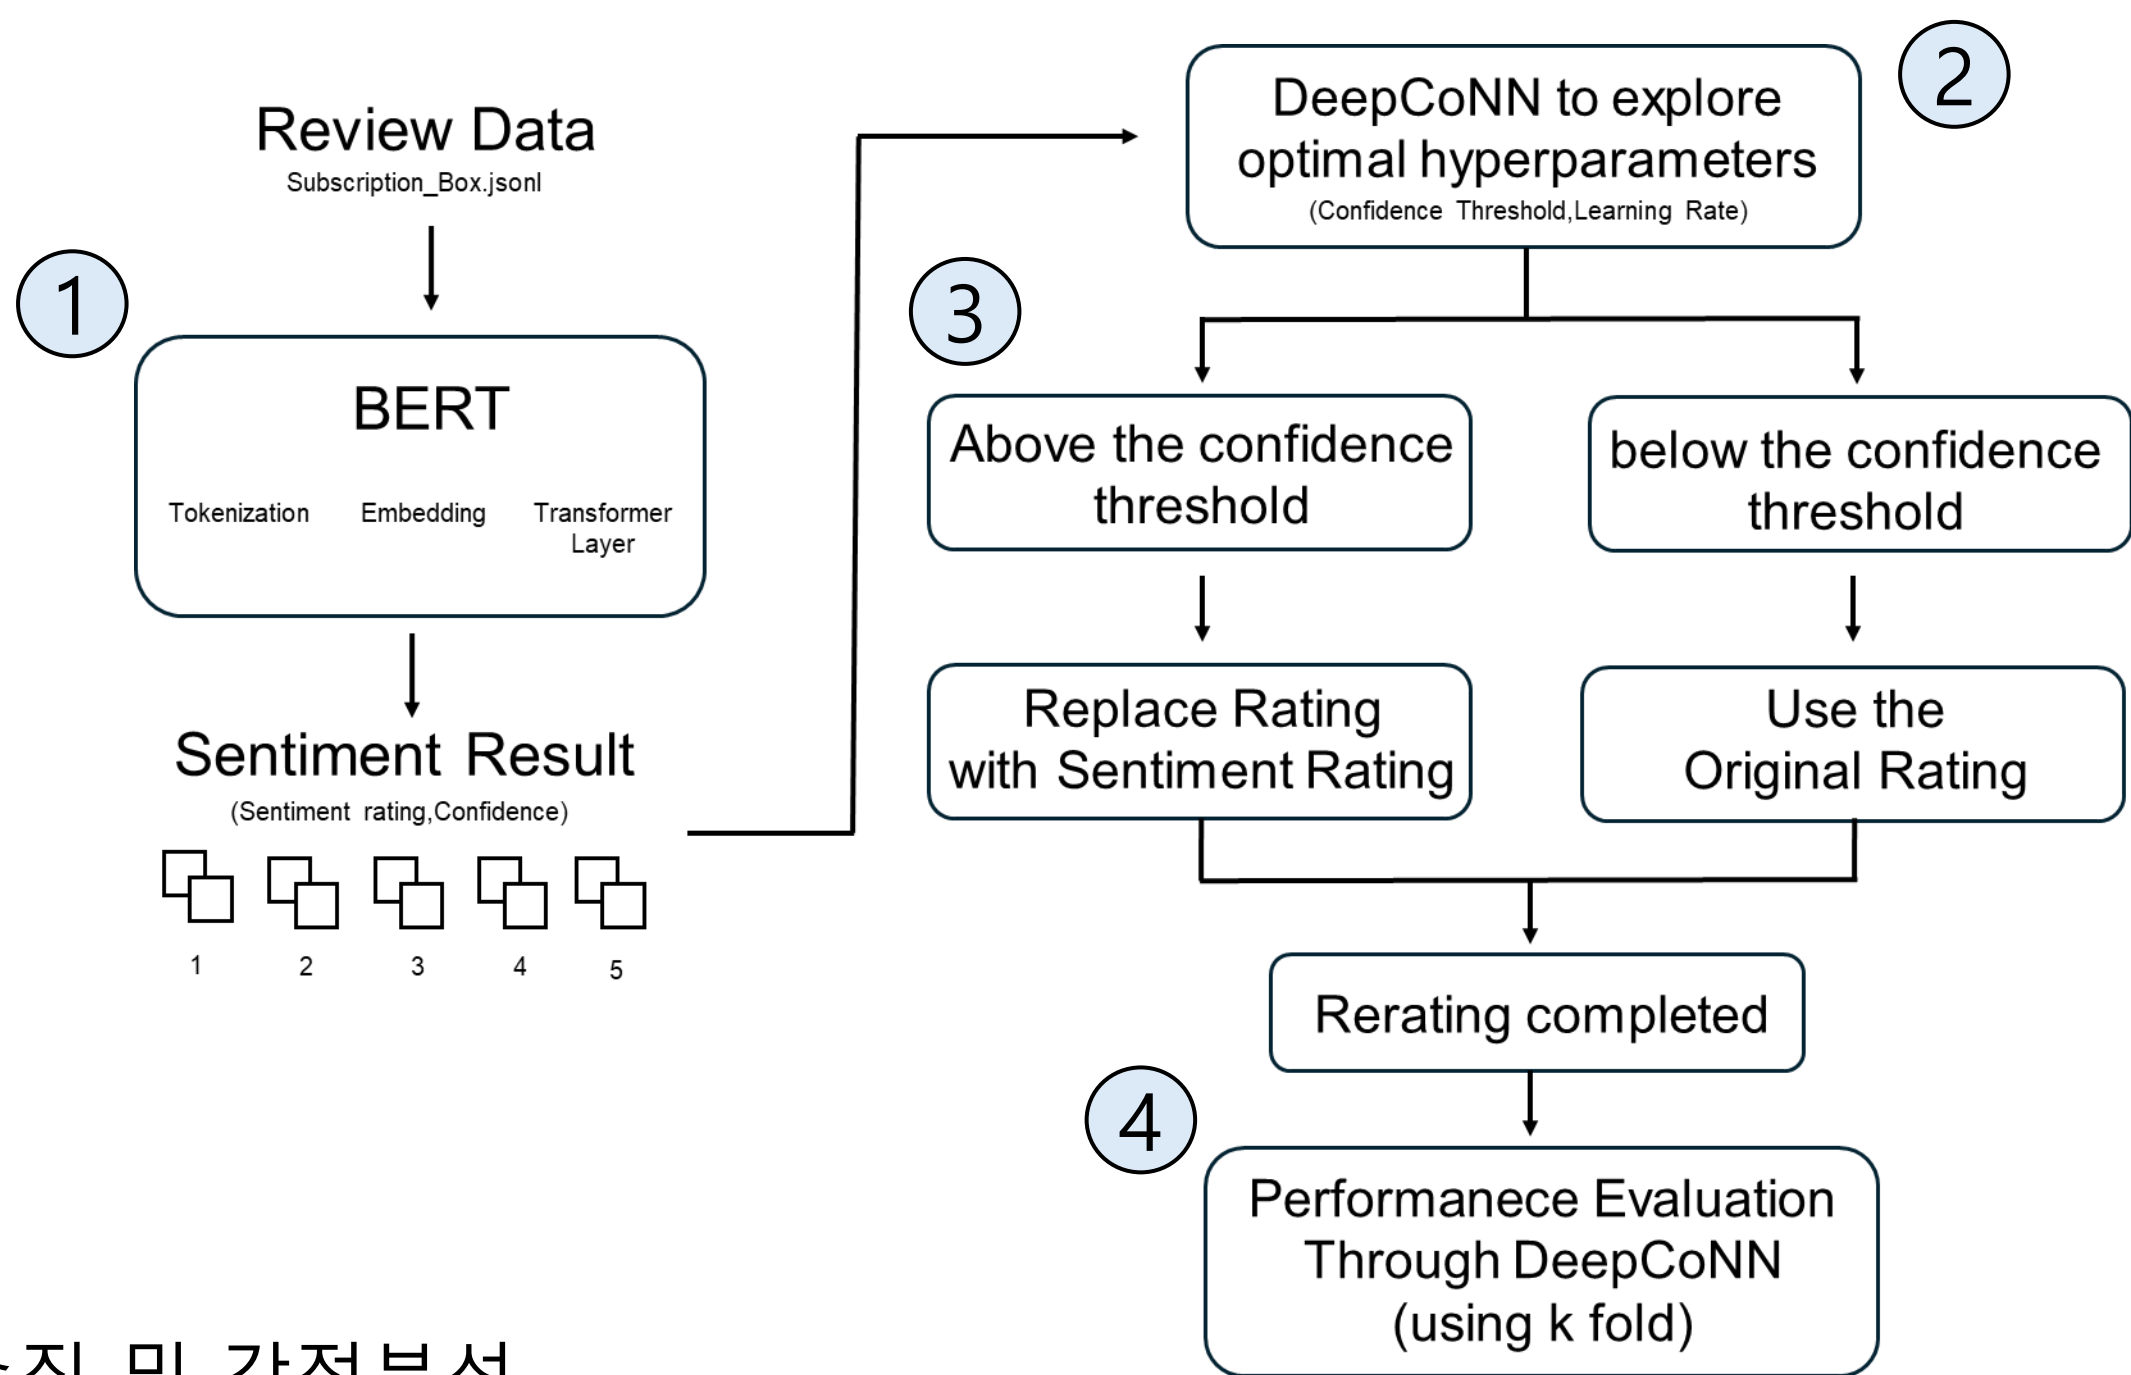 Review Data
Subscription_Box.jsonl
1
BERT
Tokenization Embedding Transformer
Layer
Sentiment Result
(Sentiment rating,Confidence)
1 2 3 4 5
2
DeepCoNN to explore
optimal hyperparameters
(Confidence Threshold,Learning Rate)
3
Above the confidence
threshold
below the confidence
threshold
Replace Rating
with Sentiment Rating
Use the
Original Rating
Rerating completed
4
Performanece Evaluation
Through DeepCoNN
(using k fold)
및